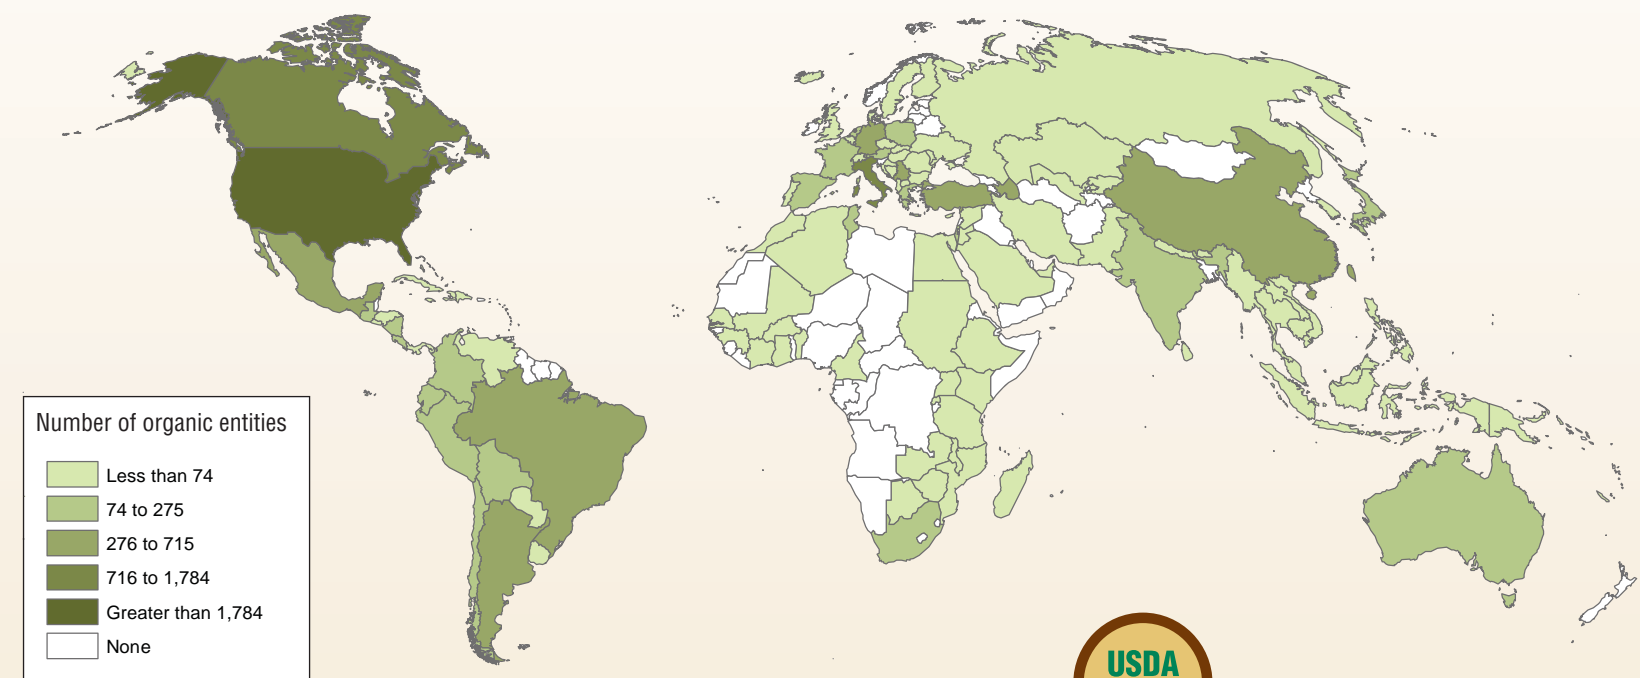 Number of organic entities
Less than 74
74 to 275
276 to 715
716 to 1,784
Greater than 1,784
None
USDA